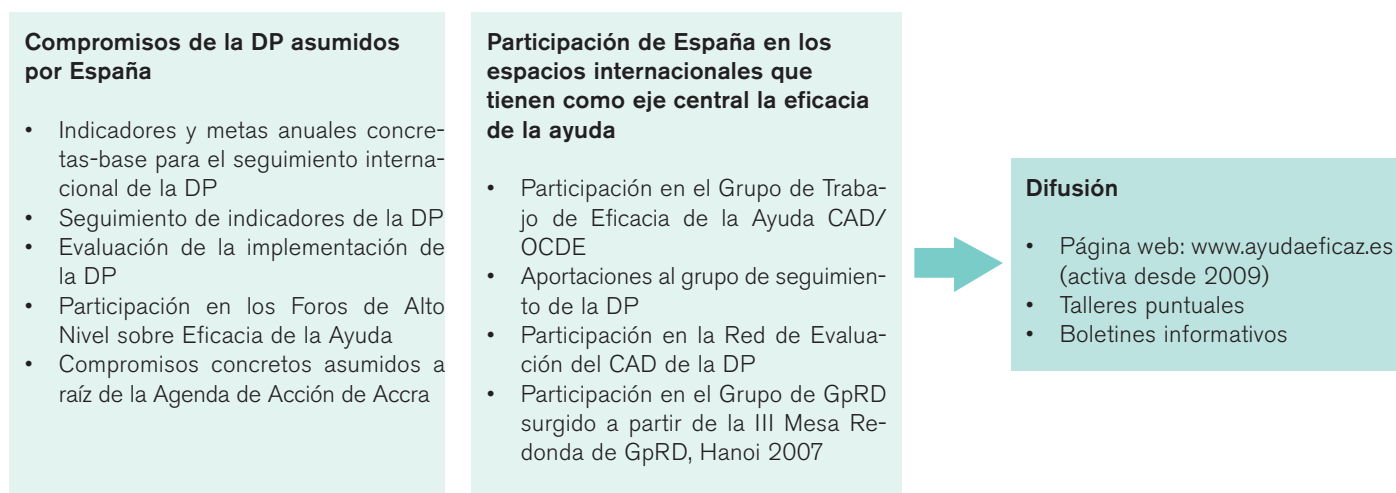 Compromisos de la DP asumidos
por España
• Indicadores y metas anuales concre-
tas-base para el seguimiento interna-
cional de la DP
• Seguimiento de indicadores de la DP
• Evaluación de la implementación de
la DP
• Participación en los Foros de Alto
Nivel sobre Eficacia de la Ayuda
• Compromisos concretos asumidos a
raíz de la Agenda de Acción de Accra
Participación de España en los
espacios internacionales que
tienen como eje central la eficacia
de la ayuda
• Participación en el Grupo de Traba-
jo de Eficacia de la Ayuda CAD/
OCDE
• Aportaciones al grupo de seguimien-
to de la DP
• Participación en la Red de Evalua-
ción del CAD de la DP
• Participación en el Grupo de GpRD
surgido a partir de la III Mesa Re-
donda de GpRD, Hanoi 2007
Difusión
• Página web: www.ayudaeficaz.es
(activa desde 2009)
• Talleres puntuales
• Boletines informativos